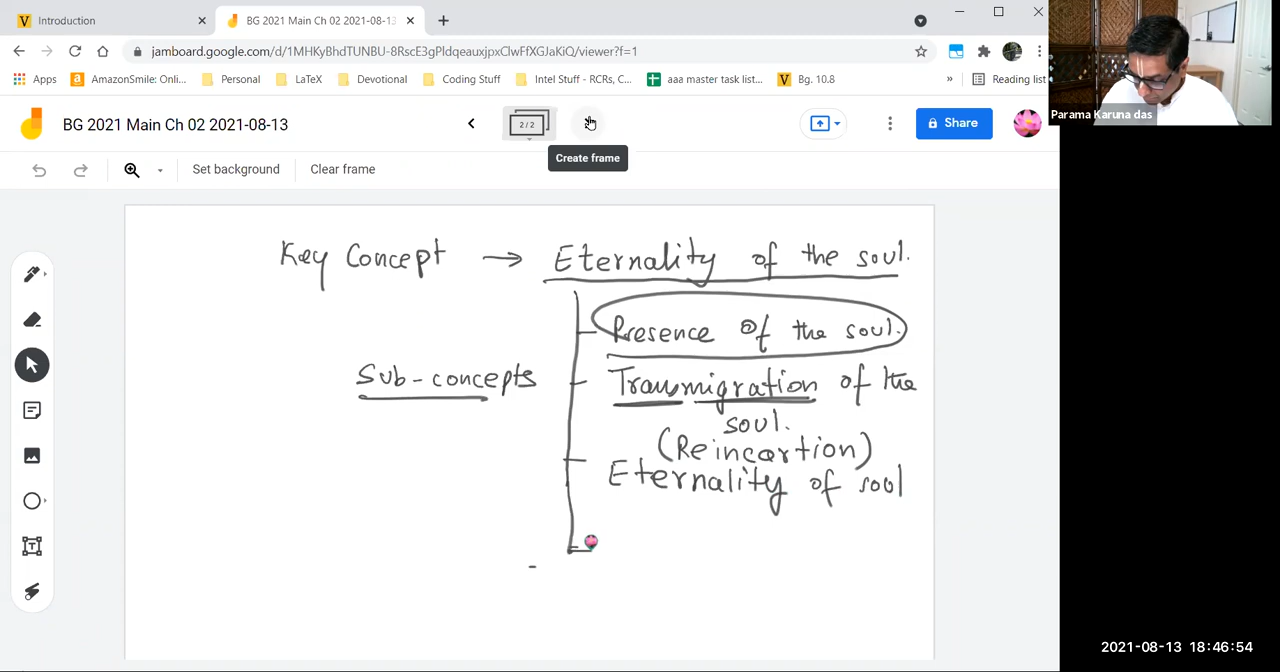 Introduction
BG 2021 Main Ch 02 2021-08-13
jamboard.google.com/d/1MHKyBhdTUNBU-8RscE3gPldqeauxjpxClwFfXGJaKiQ/viewer?f=1
Apps AmazonSmile: Onli... Personal LaTeX Devotional Coding Stuff Intel Stuff - RCRs, C... aaa master task list... Bg. 10.8 » Reading list
Parama Karuna das
BG 2021 Main Ch 02 2021-08-13 2/2 Share
Create frame
Set background Clear frame
Key Concept → Eternality of the soul.
Presence of the soul.
Sub-concepts Transmigration of the
soul.
(Reincartion)
Eternality of soul
2021-08-13 18:46:54